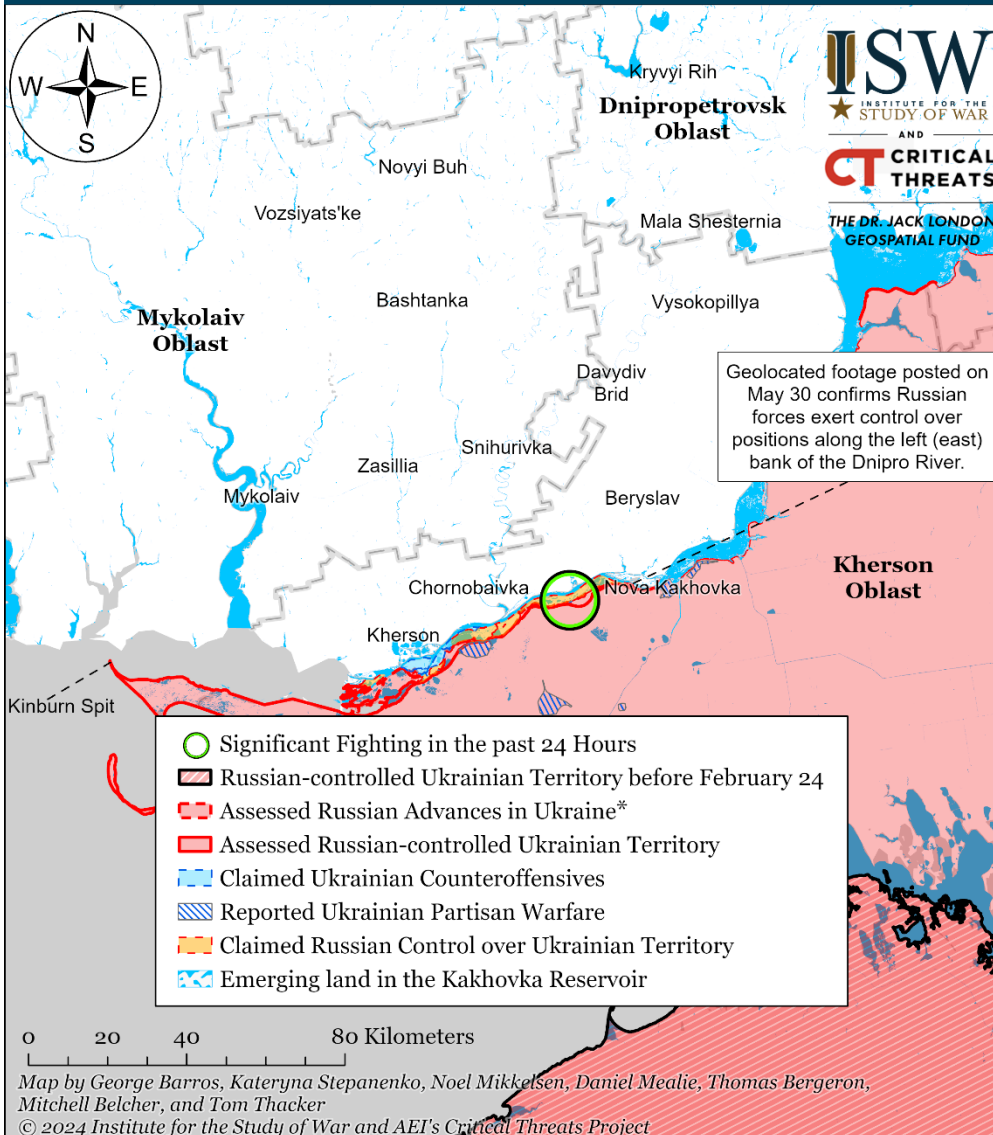 N
W
E
S
ISW
INSTITUTE FOR THE
STUDY OF WAR
AND
CT CRITICAL
THREATS
THE DR. JACK LONDON
GEOSPATIAL FUND
Kryvyi Rih
Dnipropetrovsk
Oblast
Novyi Buh
Vozsiyats'ke
Mala Shesternia
Bashtanka
Vysokopillya
Mykolaiv
Oblast
Geolocated footage posted on
May 30 confirms Russian
forces exert control over
positions along the left (east)
bank of the Dnipro River.
Davydiv
Brid
Snihurivka
Zasillia
Mykolaiv
Beryslav
Kherson
Oblast
Chornobaivka
Nova Kakhovka
Kherson
Kinburn Spit
Significant Fighting in the past 24 Hours
Russian-controlled Ukrainian Territory before February 24
Assessed Russian Advances in Ukraine*
Assessed Russian-controlled Ukrainian Territory
Claimed Ukrainian Counteroffensives
Reported Ukrainian Partisan Warfare
Claimed Russian Control over Ukrainian Territory
Emerging land in the Kakhovka Reservoir
0 20 40 80 Kilometers
Map by George Barros, Kateryna Stepanenko, Noel Mikkelsen, Daniel Mealie, Thomas Bergeron,
Mitchell Belcher, and Tom Thacker
© 2024 Institute for the Study of War and AEI's Critical Threats Project